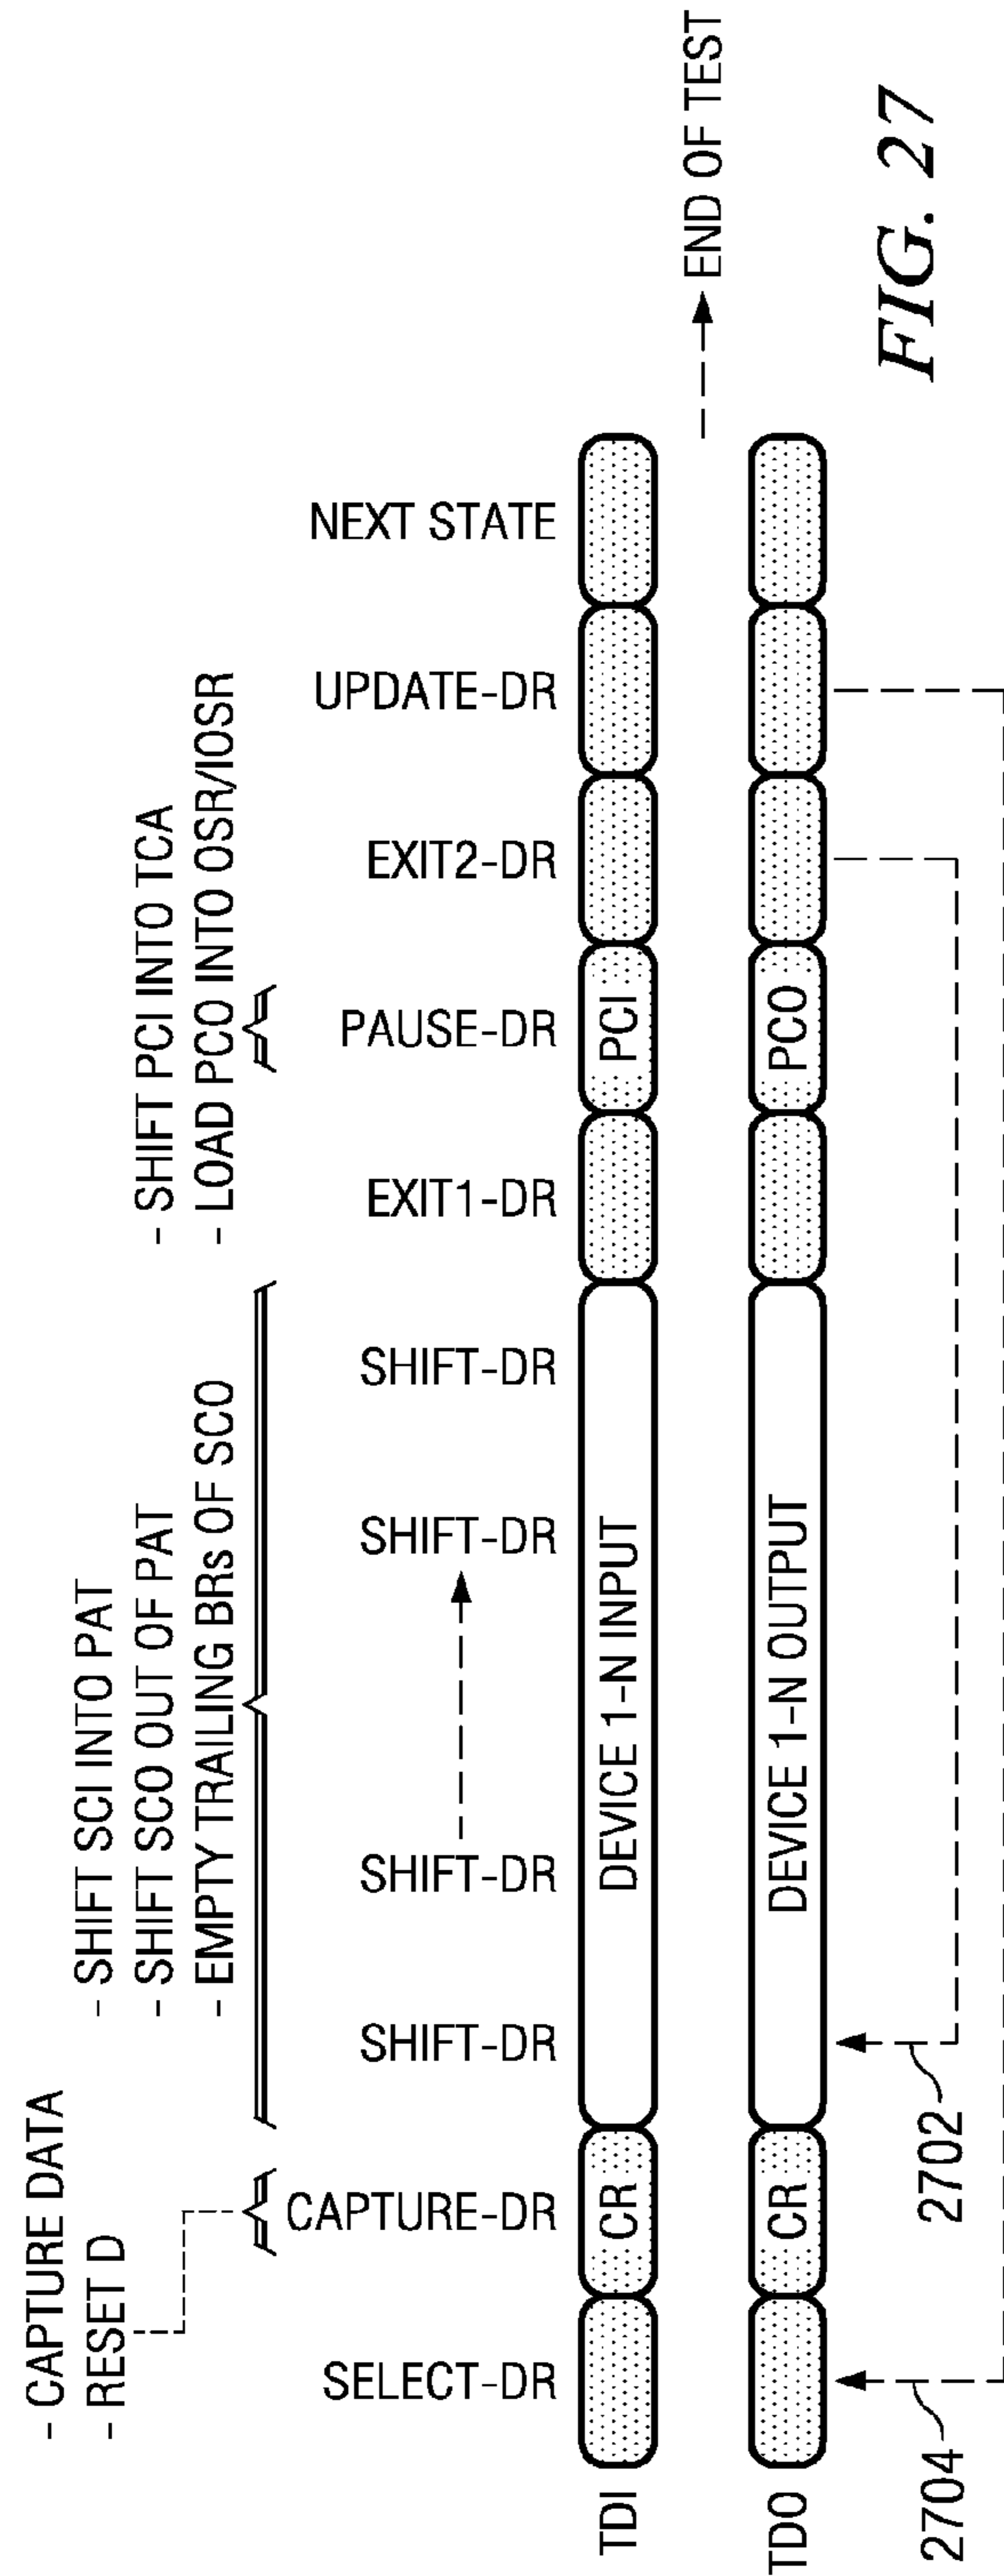 - CAPTURE DATA
- RESET D
- SHIFT SCI INTO PAT
- SHIFT SCO OUT OF PAT
- EMPTY TRAILING BRs OF SCO
- SHIFT PCI INTO TCA
- LOAD PCO INTO OSR/IOSR
SELECT-DR
CAPTURE-DR
SHIFT-DR
SHIFT-DR
SHIFT-DR
SHIFT-DR
EXIT1-DR
PAUSE-DR
EXIT2-DR
UPDATE-DR
NEXT STATE
TDI
CR
DEVICE 1-N INPUT
PCI
END OF TEST
TDO
CR
DEVICE 1-N OUTPUT
PCO
2702
2704
FIG. 27